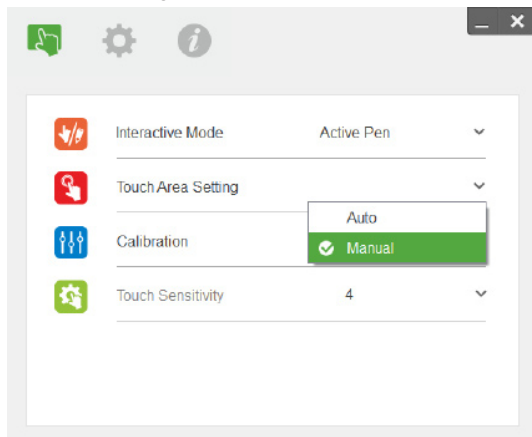 Interactive Mode Active Pen
Touch Area Setting
Auto
Calibration Manual
Touch Sensitivity 4